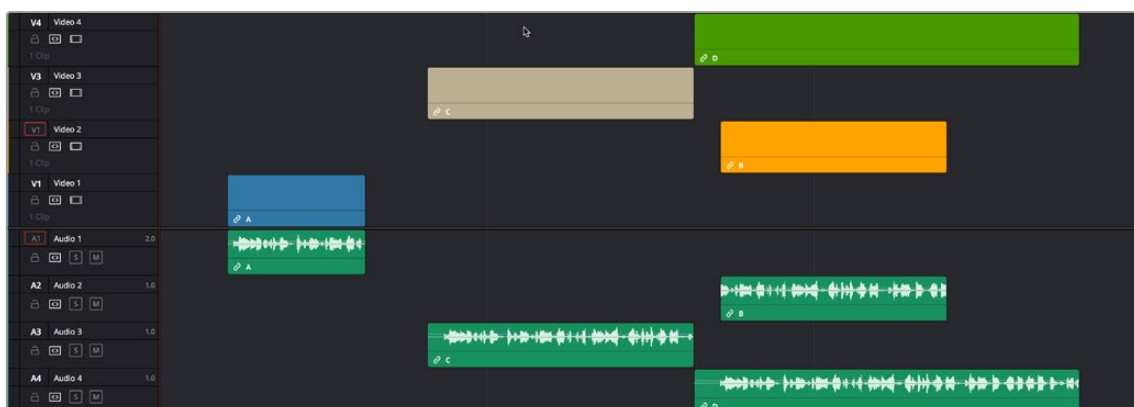 V4 Video 4
1 Clip
D
V3 Video 3
1 Clip
C
V1 Video 2
1 Clip
B
V1 Video 1
1 Clip
A
A1 Audio 1 2.0
S M
A
A2 Audio 2 1.0
S M
B
A3 Audio 3 1.0
S M
C
A4 Audio 4 1.0
S M
D